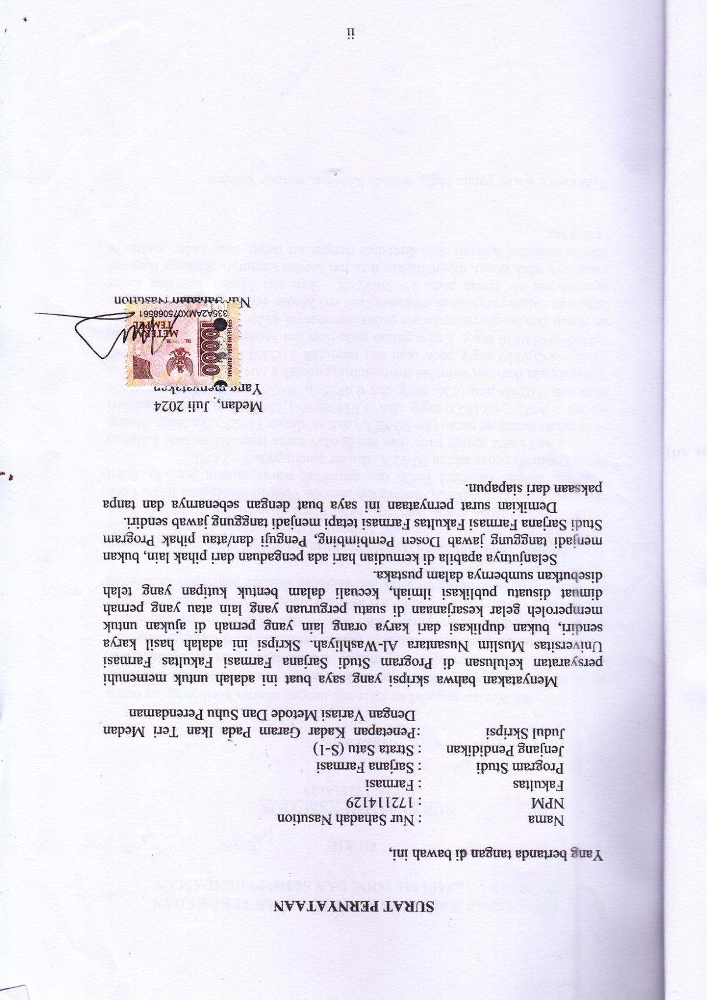 SURAT PERNYATAAN
Yang bertanda tangan di bawah ini,
Nama : Nur Sahadah Nasution
NPM : 172114129
Fakultas : Farmasi
Program Studi : Sarjana Farmasi
Jenjang Pendidikan : Strata Satu (S-1)
Judul Skripsi :Penetapan Kadar Garam Pada Ikan Teri Medan
Dengan Variasi Metode Dan Suhu Perendaman
Menyatakan bahwa skripsi yang saya buat ini adalah untuk memenuhi
persyaratan kelulusan di Program Studi Sarjana Farmasi Fakultas Farmasi
Universitas Muslim Nusantara Al-Washliyah. Skripsi ini adalah hasil karya
sendiri, bukan duplikasi dari karya orang lain yang pernah di ajukan untuk
memperoleh gelar kesarjanaan di suatu perguruan yang lain atau yang pernah
dimuat disuatu publikasi ilmiah, kecuali dalam bentuk kutipan yang telah
disebutkan sumbernya dalam pustaka.
Selanjutnya apabila di kemudian hari ada pengaduan dari pihak lain, bukan
menjadi tanggung jawab Dosen Pembimbing, Penguji dan/atau pihak Program
Studi Sarjana Farmasi Fakultas Farmasi tetapi menjadi tanggung jawab sendiri.
Demikian surat pernyataan ini saya buat dengan sebenarnya dan tanpa
paksaan dari siapapun.
Medan, Juli 2024
Yang menyatakan
SEPULUH RIBU RUPIAH
10000
TGL. 20
METERAI
TEMPEL
335A2AMX075068561
Nur Sahadah Nasution
ii